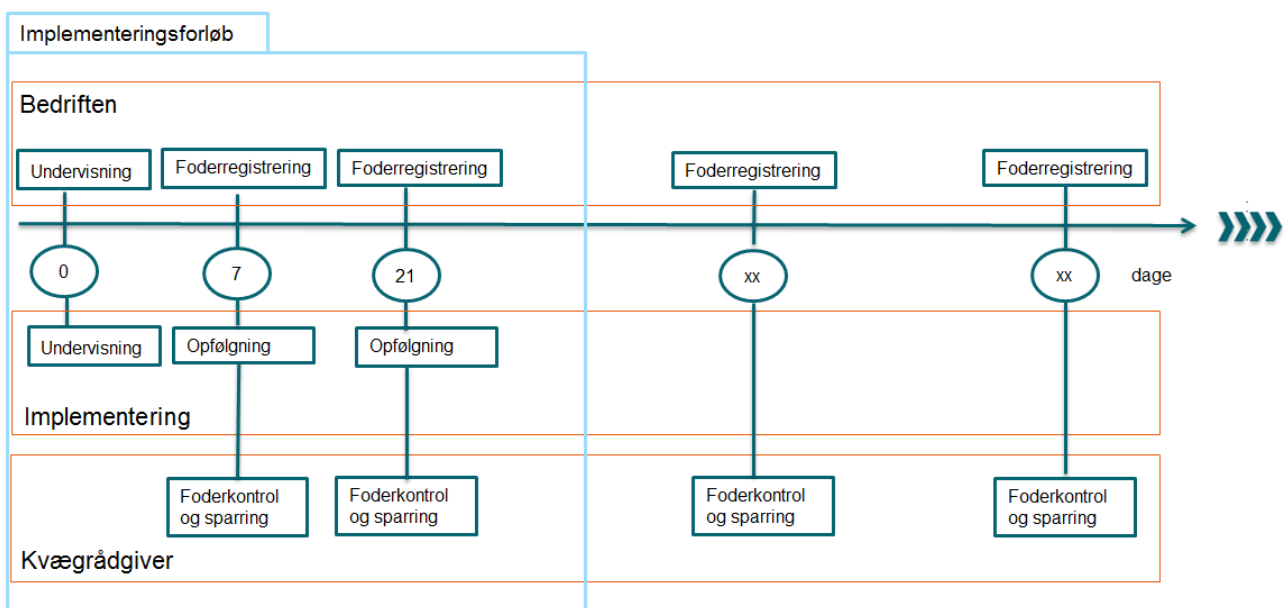 Implementeringsforløb
Bedriften
Undervisning
Foderregistrering
Foderregistrering
Foderregistrering
Foderregistrering
0
7
21
xx
xx
dage
Undervisning
Opfølgning
Opfølgning
Implementering
Foderkontrol
og sparring
Foderkontrol
og sparring
Foderkontrol
og sparring
Foderkontrol
og sparring
Kvægrådgiver